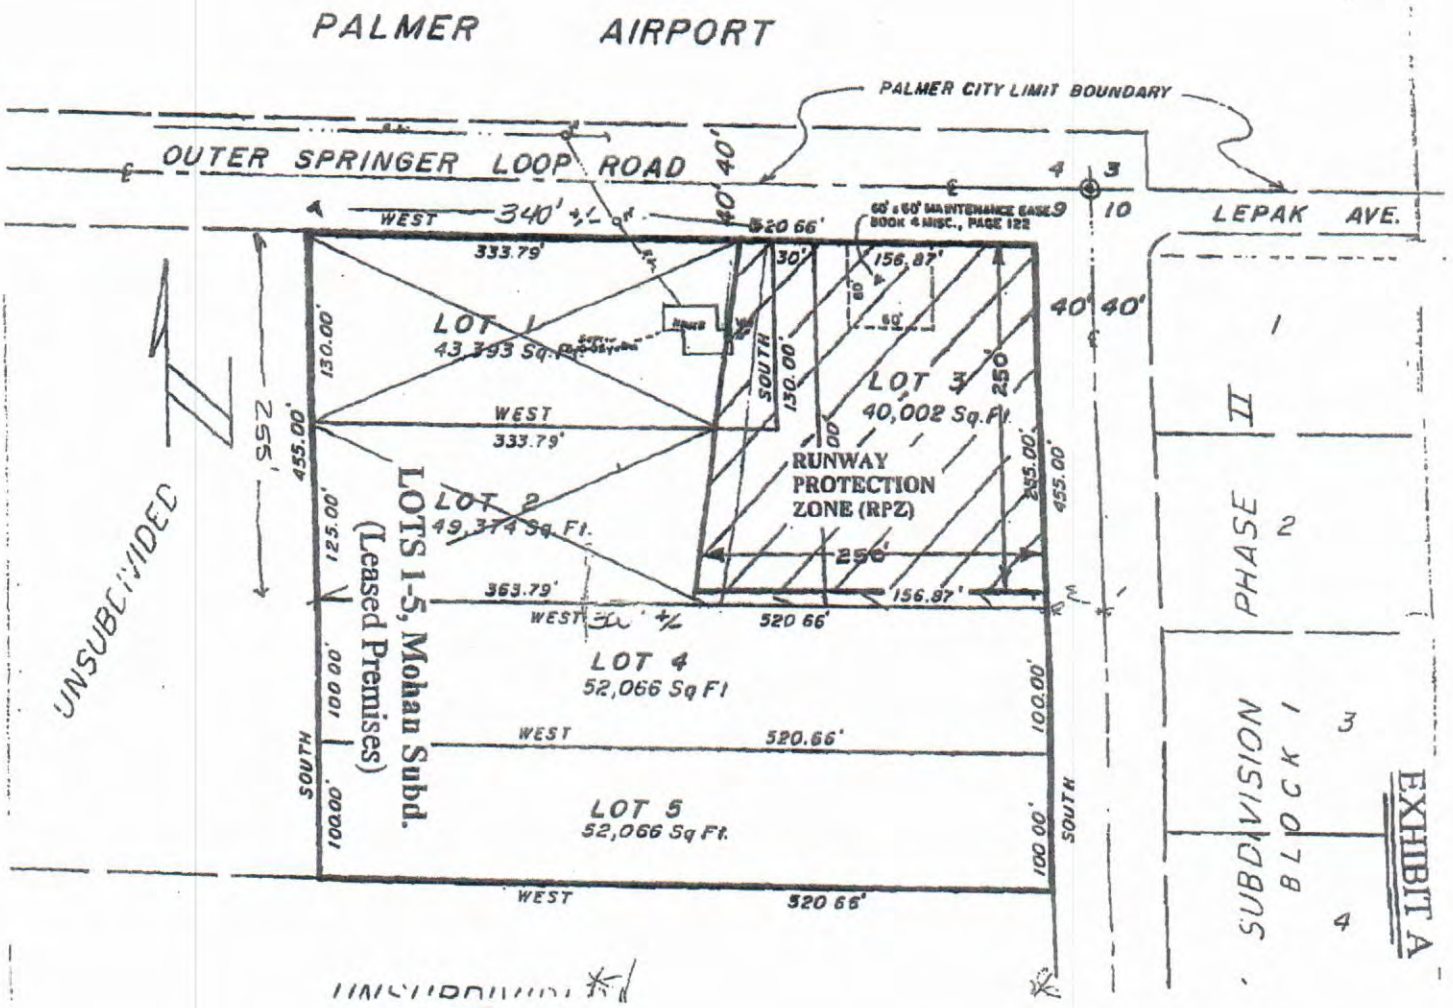 PALMER AIRPORT
PALMER CITY LIMIT BOUNDARY
OUTER SPRINGER LOOP ROAD
40' 40'
4 3
9 10
LEPAK AVE.
WEST 340' +/-
520 66'
60' x 60' MAINTENANCE EASE
BOOK 4 MISC., PAGE 122
333.79'
30'
156.87'
130.00'
LOT 1
43,393 Sq.Ft.
HOUSE
SOUTH
130.00'
60'
60'
250'
LOT 3
40,002 Sq.Ft.
40' 40'
1
255'
455.00'
WEST
333.79'
RUNWAY
PROTECTION
ZONE (RPZ)
255.00'
455.00'
LOT 2
49,374 Sq. Ft.
125.00'
250'
363.79'
156.87'
WEST
+/-
520 66'
UNSUBDIVIDED
LOTS 1-5, Mohan Subd.
(Leased Premises)
LOT 4
52,066 Sq Ft
100 00'
100.00'
WEST
520.66'
SOUTH
LOT 5
52,066 Sq Ft.
100.00'
100 00'
SOUTH
WEST
520 66'
PHASE II
SUBDIVISION
BLOCK 1
2
3
4
EXHIBIT A